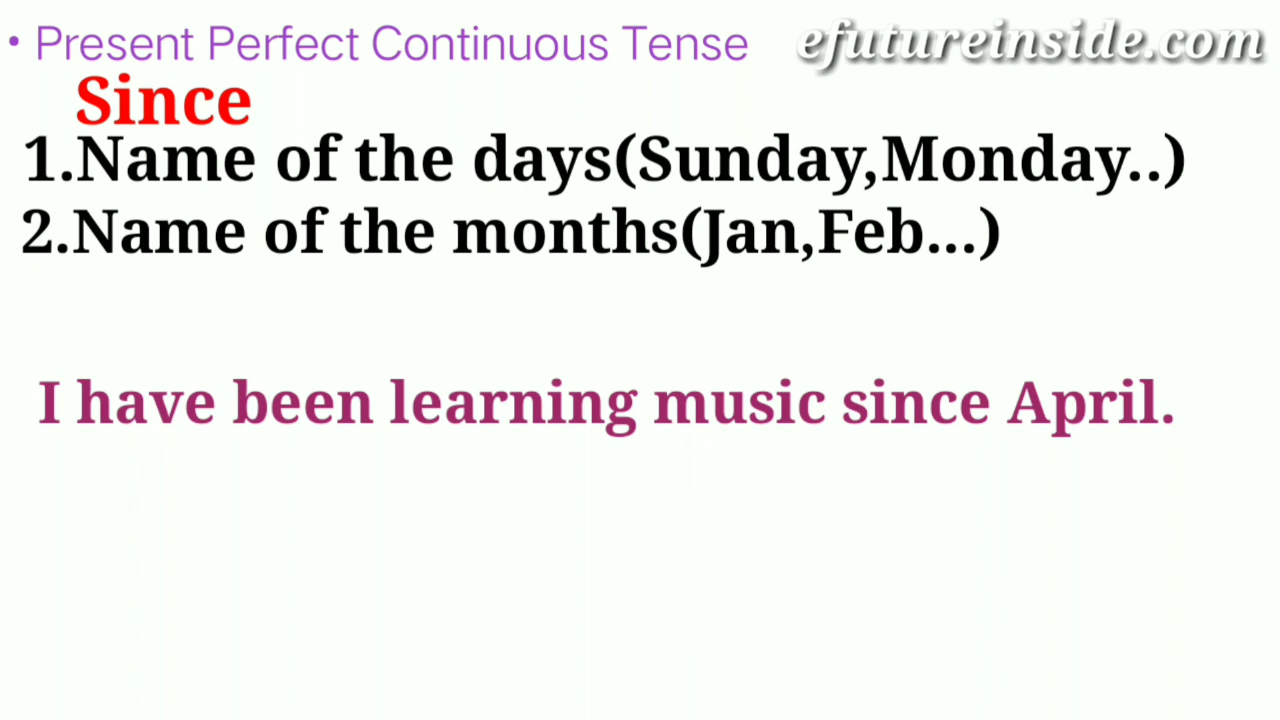 • Present Perfect Continuous Tense efutureinside.com
Since
1.Name of the days(Sunday,Monday..)
2.Name of the months(Jan,Feb...)
I have been learning music since April.